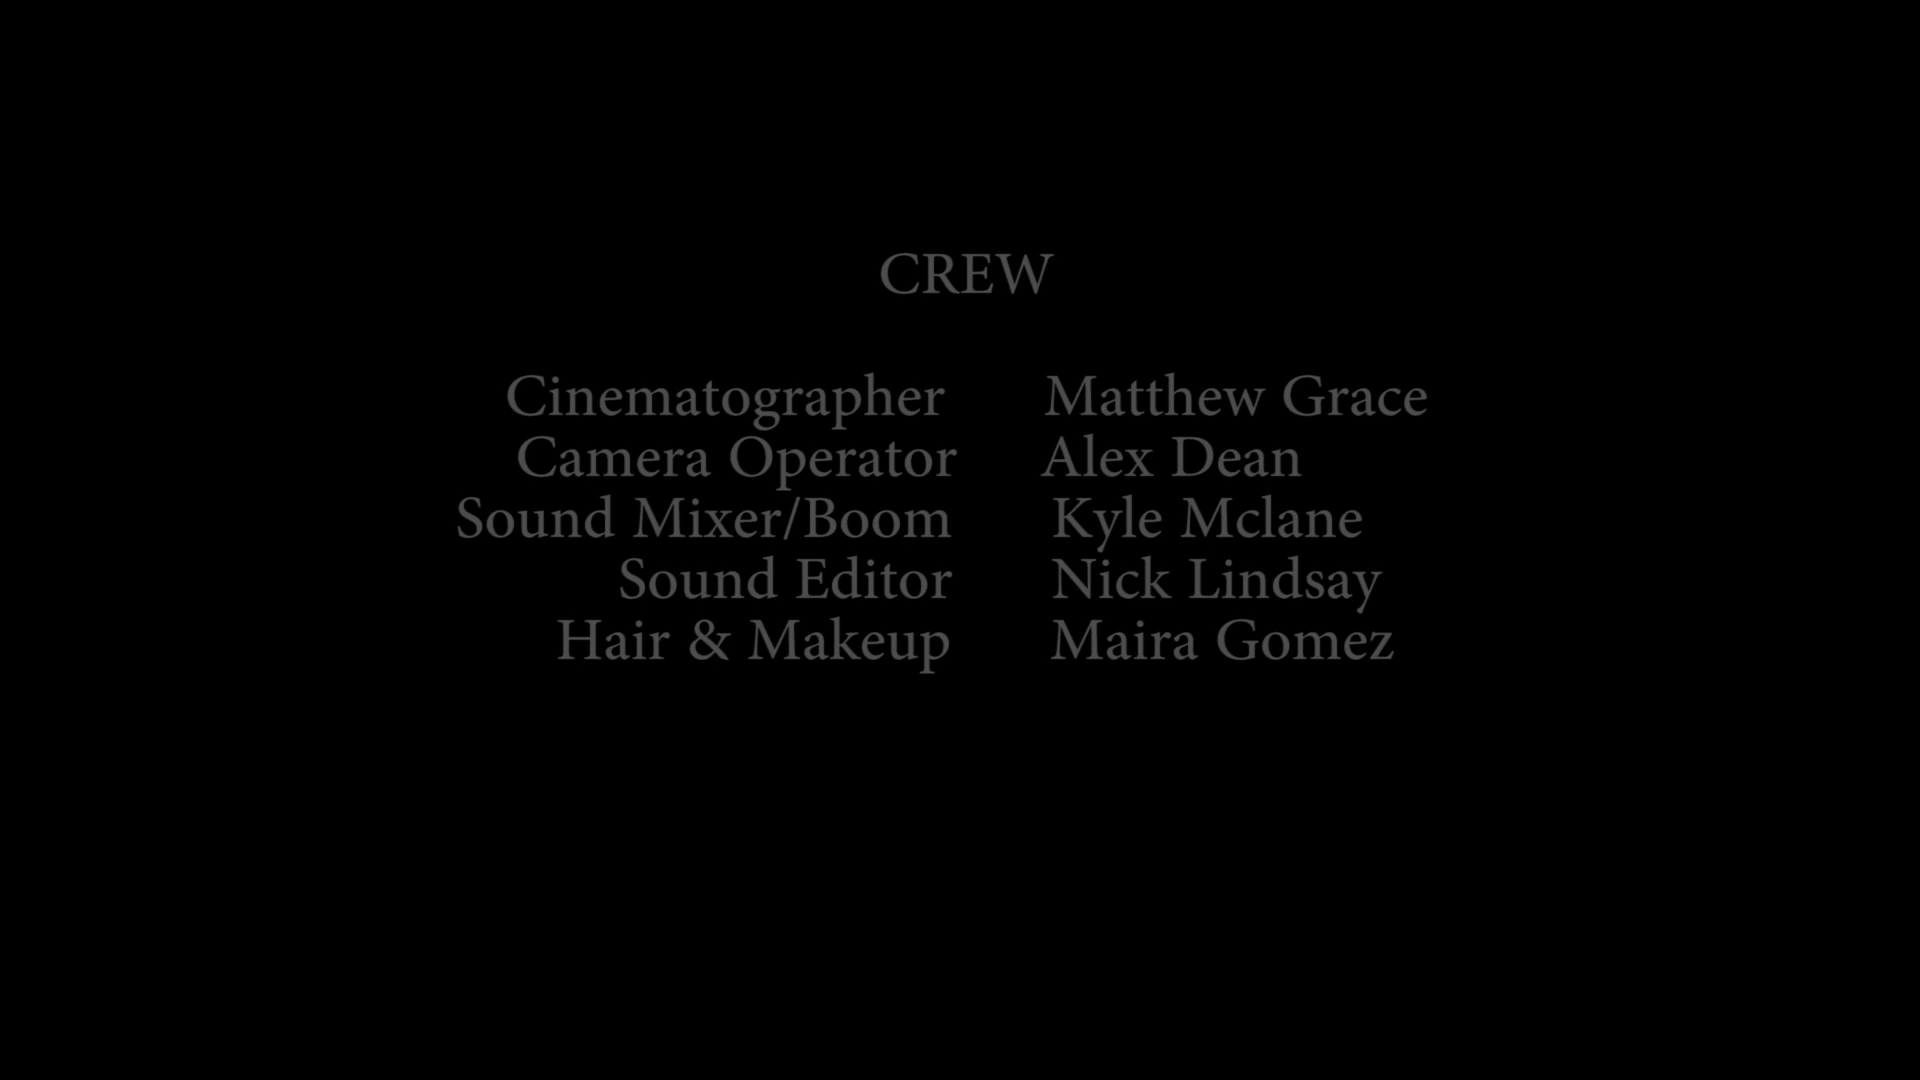 CREW
Cinematographer Matthew Grace
Camera Operator Alex Dean
Sound Mixer/Boom Kyle Mclane
Sound Editor Nick Lindsay
Hair & Makeup Maira Gomez